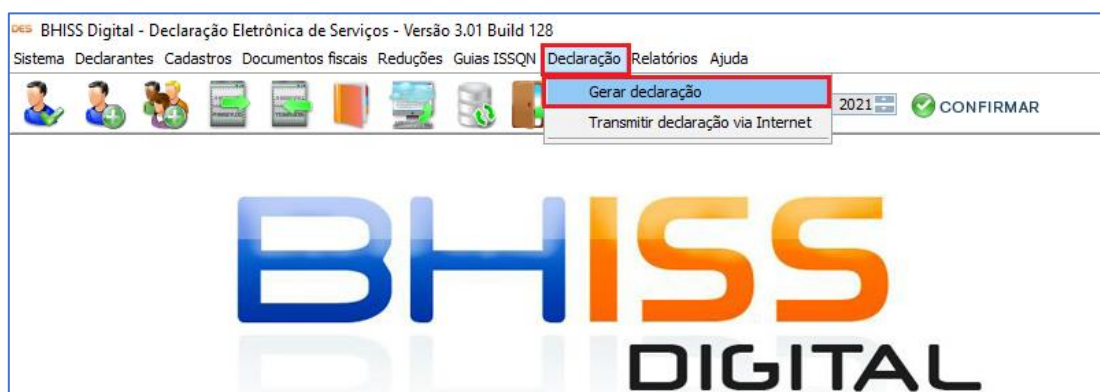 DES BHISS Digital - Declaração Eletrônica de Serviços - Versão 3.01 Build 128
Sistema Declarantes Cadastros Documentos fiscais Reduções Guias ISSQN Declaração Relatórios Ajuda
Gerar declaração
2021 CONFIRMAR
Transmitir declaração via Internet
BHISS
DIGITAL